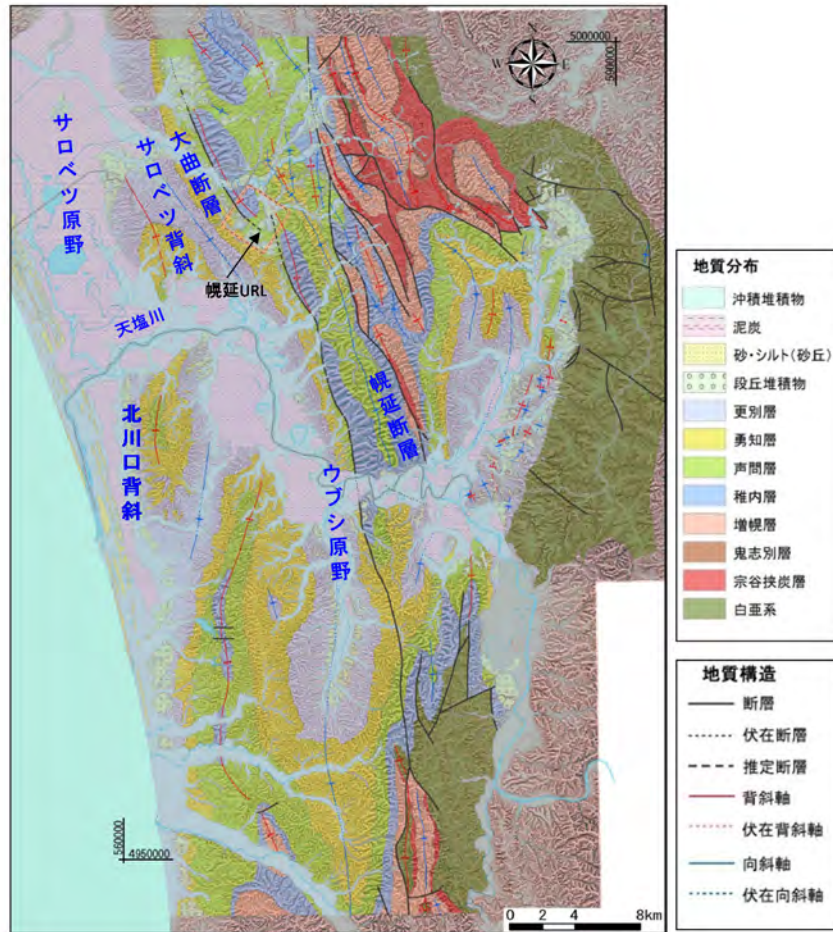 N
W
E
S
5000000
590000
サロベツ原野
サロベツ背斜
大曲断層
幌延URL
天塩川
幌延断層
北川口背斜
ウブシ原野
560000
4950000
0 2 4 8km
地質分布
沖積堆積物
泥炭
砂・シルト(砂丘)
段丘堆積物
更別層
勇知層
声問層
稚内層
増幌層
鬼志別層
宗谷挟炭層
白亜系
地質構造
断層
伏在断層
推定断層
背斜軸
伏在背斜軸
向斜軸
伏在向斜軸